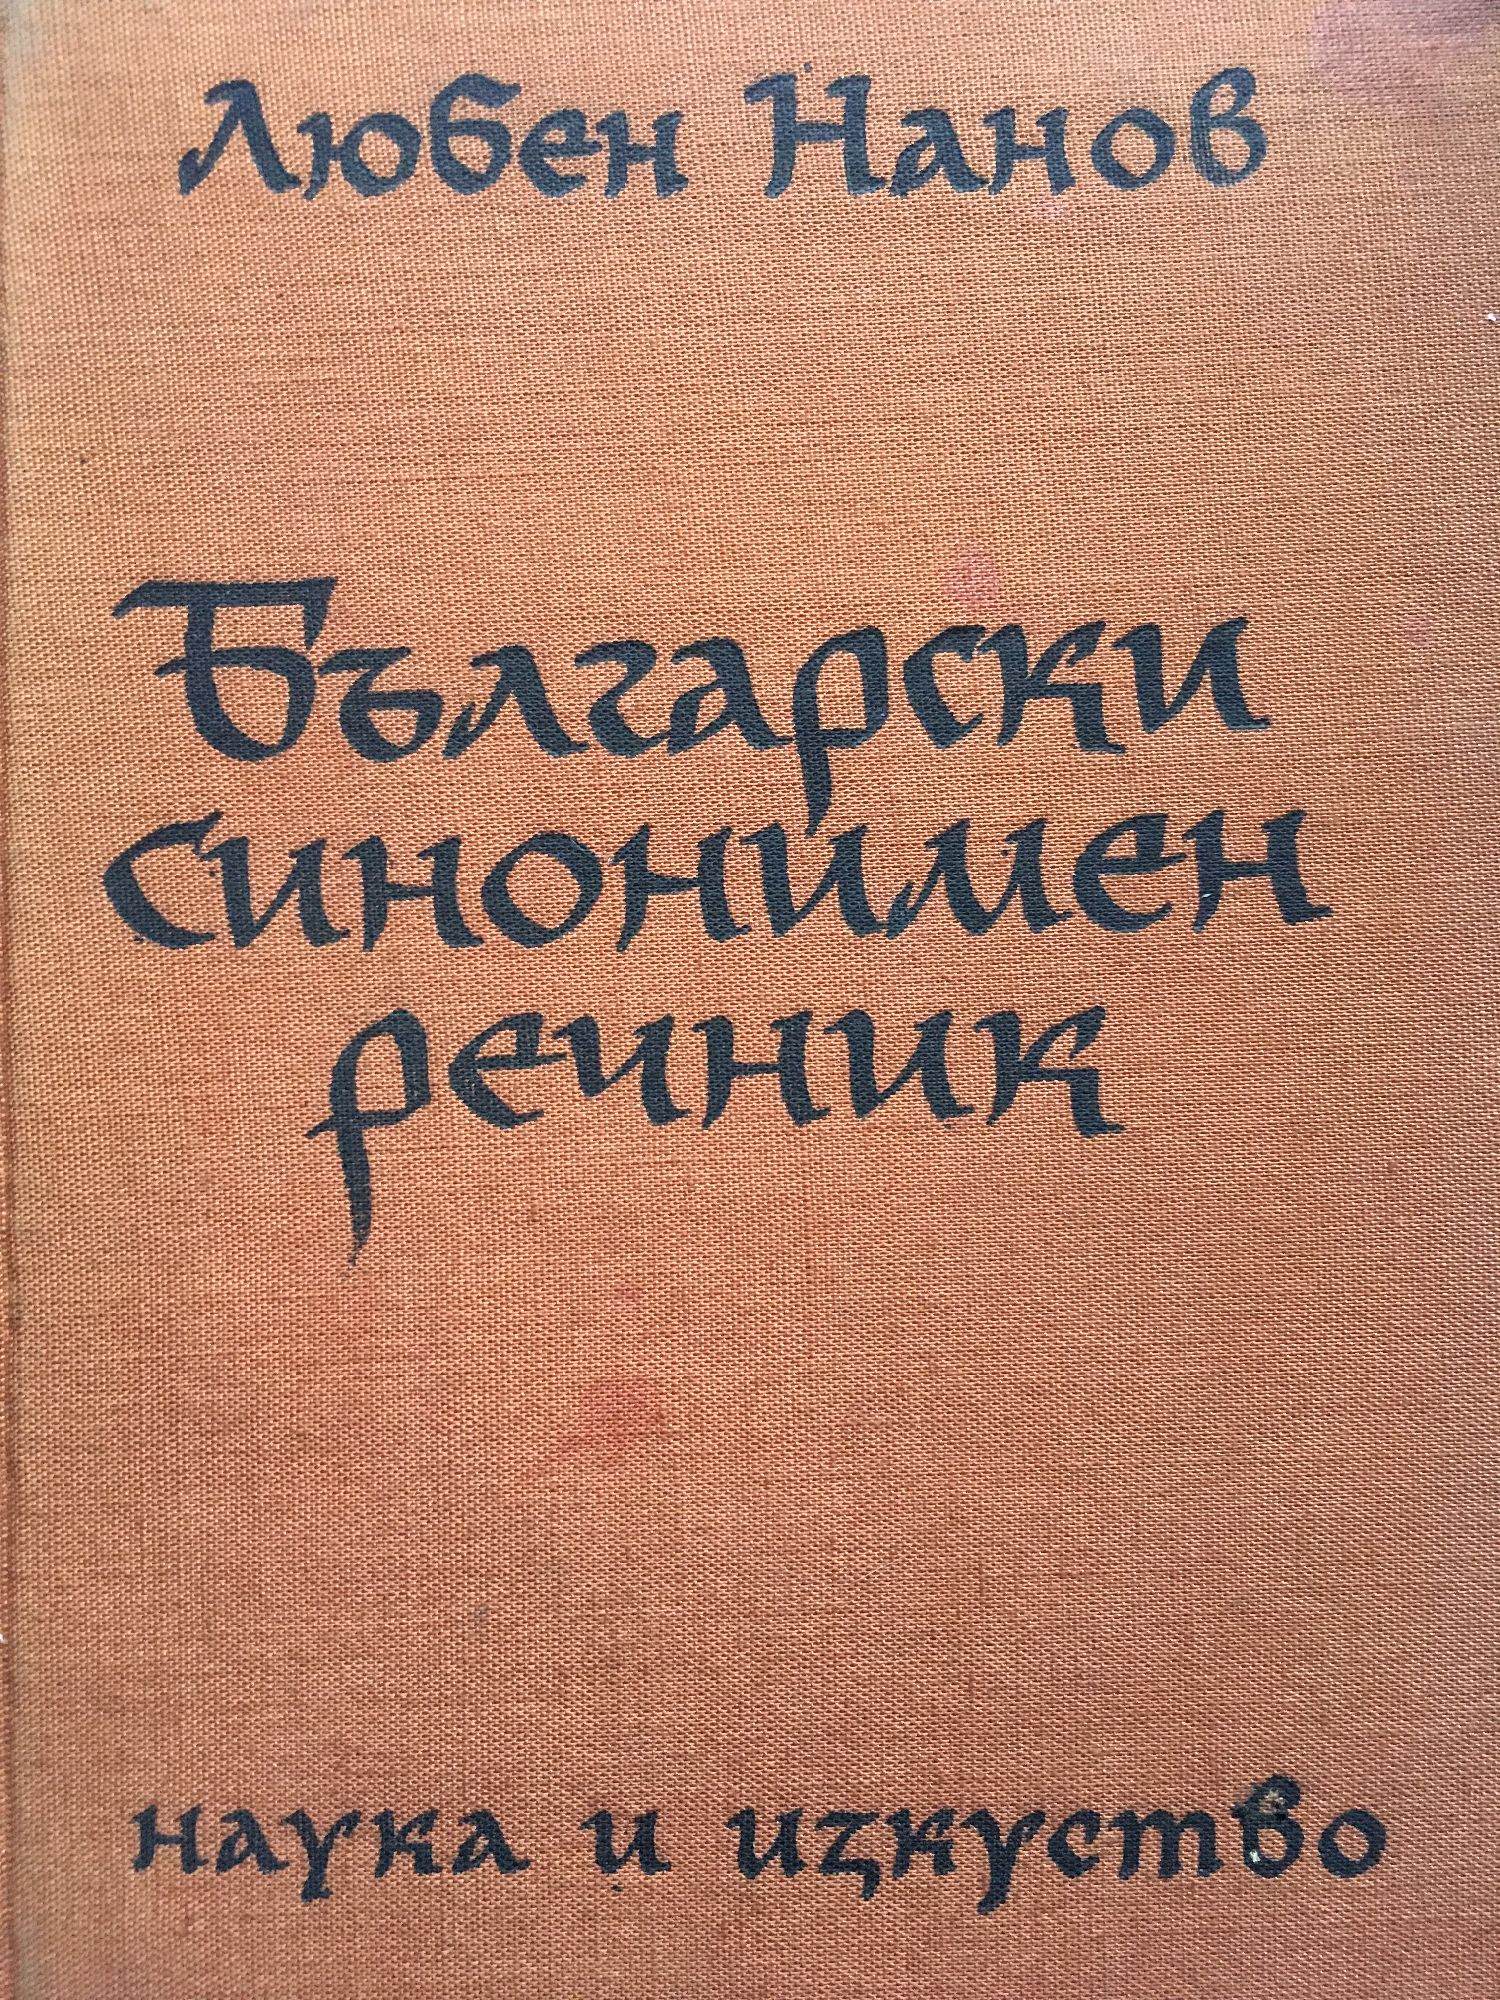 Любен Нанов
Български
синонимен
речник
наука и изкуство